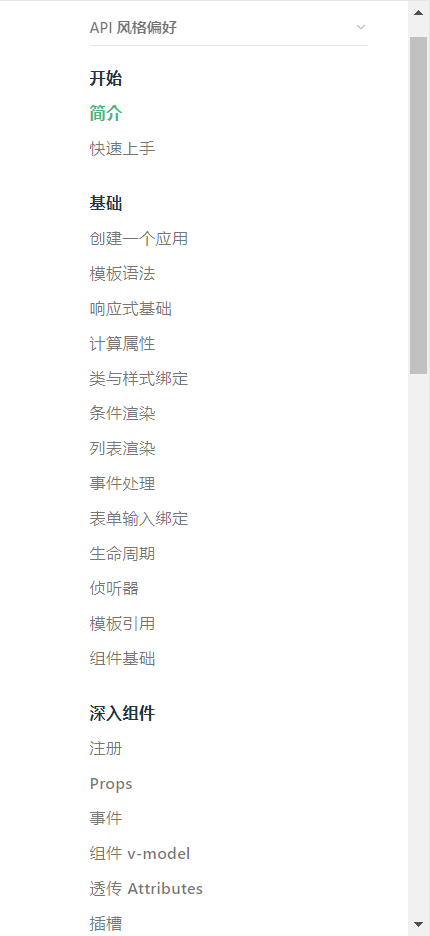 API 风格偏好
开始
简介
快速上手
基础
创建一个应用
模板语法
响应式基础
计算属性
类与样式绑定
条件渲染
列表渲染
事件处理
表单输入绑定
生命周期
侦听器
模板引用
组件基础
深入组件
注册
Props
事件
组件 v-model
透传 Attributes
插槽